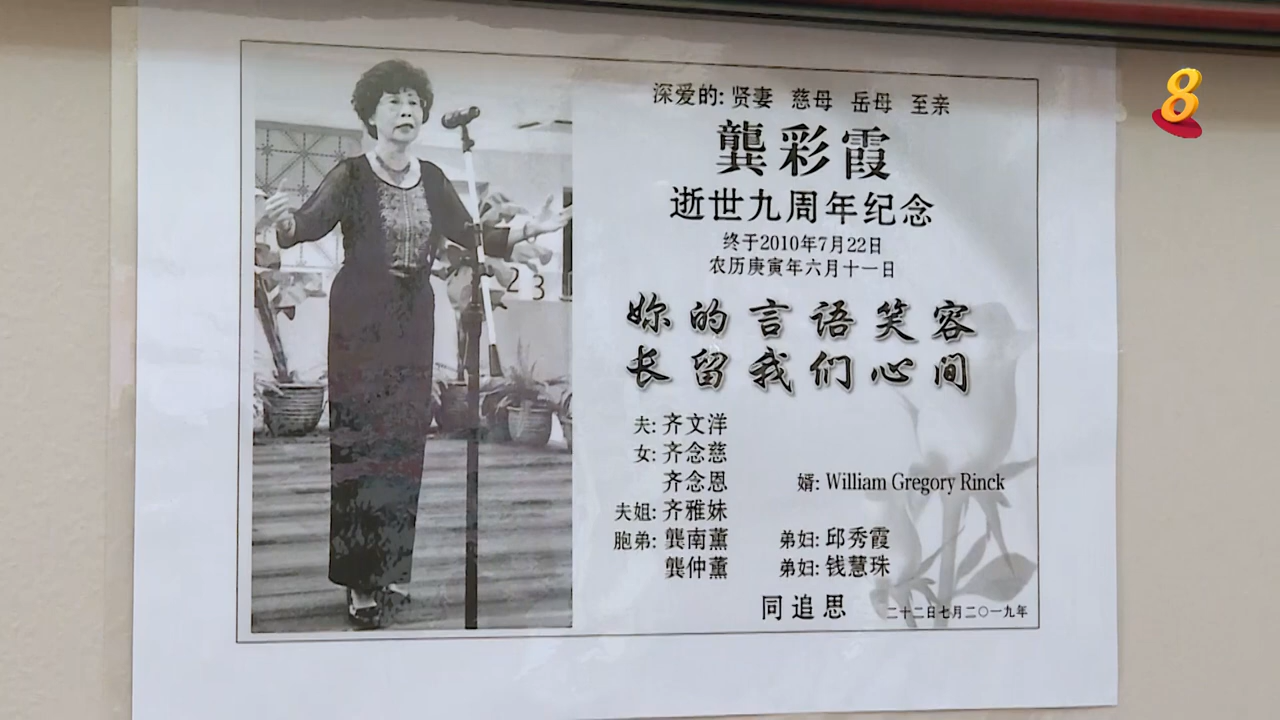 8
深爱的: 贤妻 慈母 岳母 至亲
龔彩霞
逝世九周年纪念
终于2010年7月22日
农历庚寅年六月十一日
妳的言语笑容
长留我们心间
夫: 齐文洋
女: 齐念慈
齐念恩 婿: William Gregory Rinck
夫姐: 齐雅妹
胞弟: 龔南薰 弟妇: 邱秀霞
龔仲薰 弟妇: 钱慧珠
同追思 二十二日七月二〇一九年
23